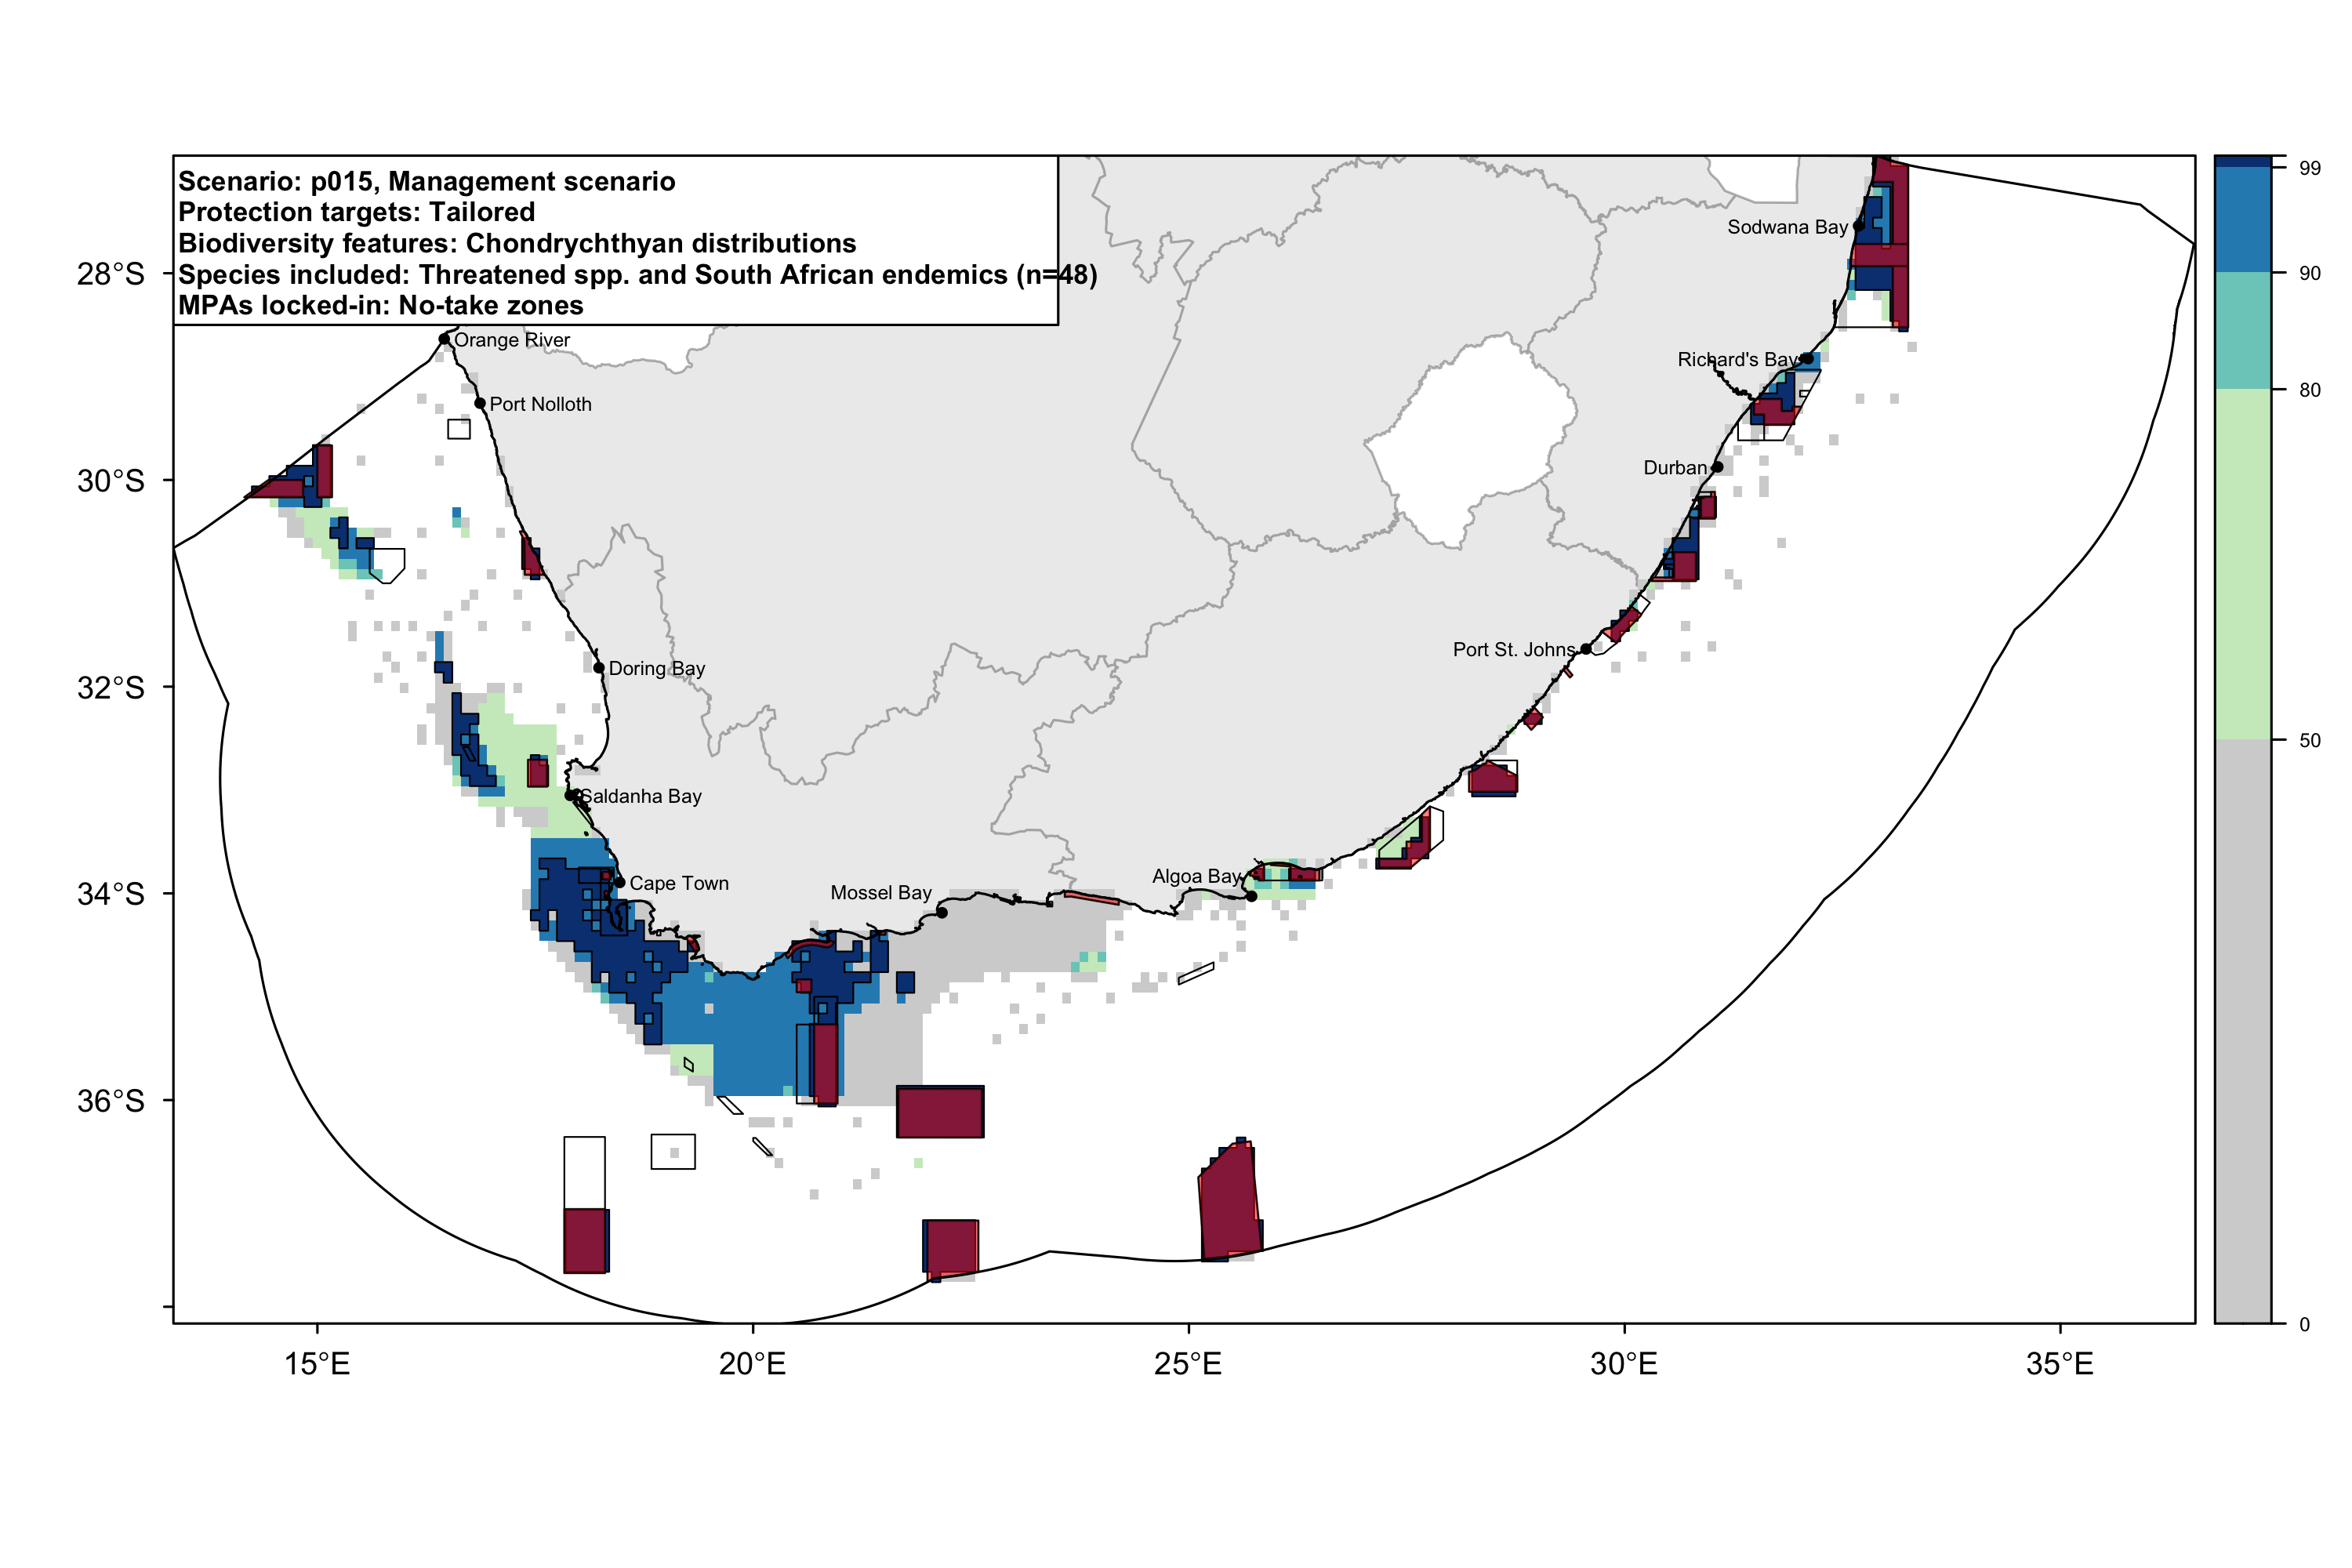 Scenario: p015, Management scenario
Protection targets: Tailored
Biodiversity features: Chondrychthyan distributions
Species included: Threatened spp. and South African endemics (n=48)
MPAs locked-in: No-take zones
99
90
80
50
0
28°S
30°S
32°S
34°S
36°S
Sodwana Bay
Orange River
Richard's Bay
Port Nolloth
Durban
Port St. Johns
Doring Bay
Saldanha Bay
Cape Town
Mossel Bay
Algoa Bay
15°E
20°E
25°E
30°E
35°E